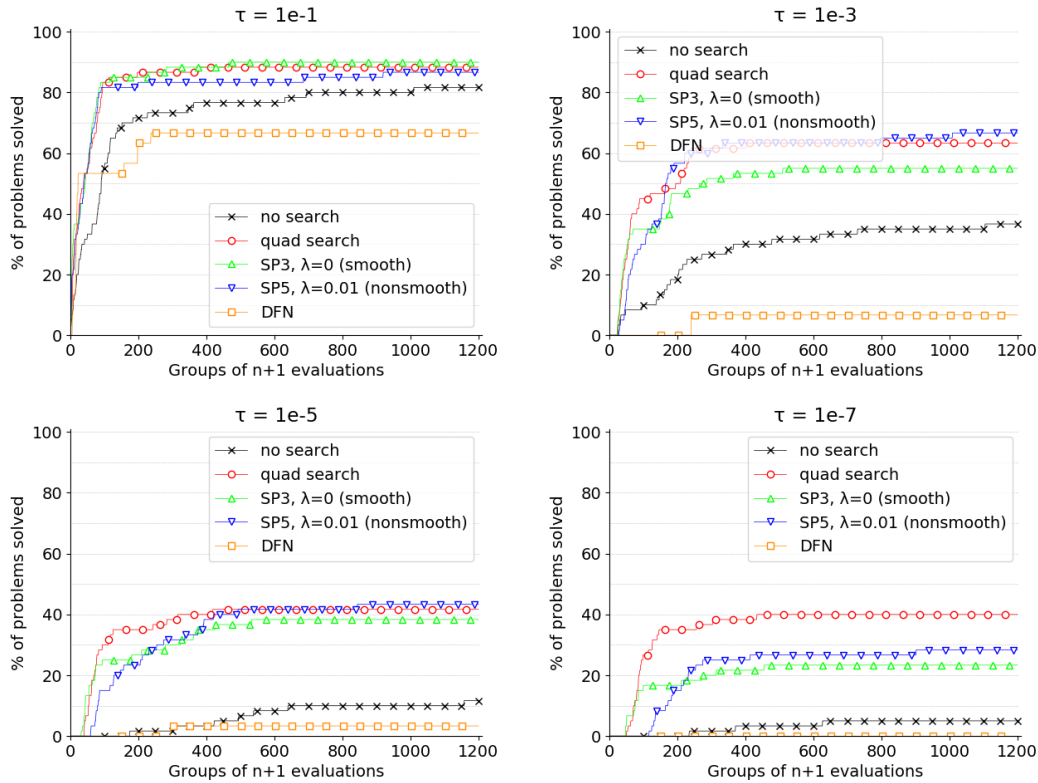 τ = 1e-1
100
80
60
40
20
0
% of problems solved
no search
quad search
SP3, λ=0 (smooth)
SP5, λ=0.01 (nonsmooth)
DFN
0 200 400 600 800 1000 1200
Groups of n+1 evaluations
τ = 1e-3
100
80
60
40
20
0
% of problems solved
no search
quad search
SP3, λ=0 (smooth)
SP5, λ=0.01 (nonsmooth)
DFN
0 200 400 600 800 1000 1200
Groups of n+1 evaluations
τ = 1e-5
100
80
60
40
20
0
% of problems solved
no search
quad search
SP3, λ=0 (smooth)
SP5, λ=0.01 (nonsmooth)
DFN
0 200 400 600 800 1000 1200
Groups of n+1 evaluations
τ = 1e-7
100
80
60
40
20
0
% of problems solved
no search
quad search
SP3, λ=0 (smooth)
SP5, λ=0.01 (nonsmooth)
DFN
0 200 400 600 800 1000 1200
Groups of n+1 evaluations